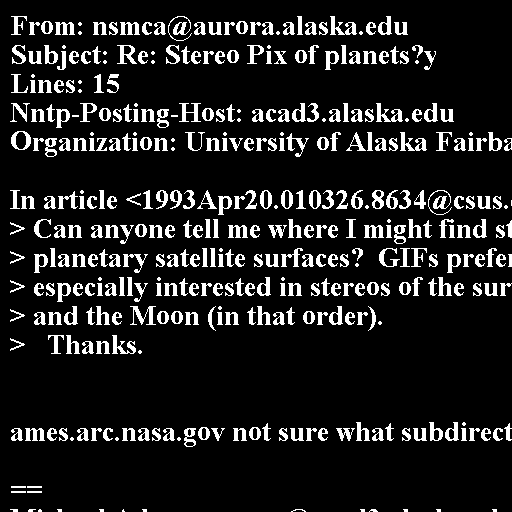 From: nsmca@aurora.alaska.edu
Subject: Re: Stereo Pix of planets?y
Lines: 15
Nntp-Posting-Host: acad3.alaska.edu
Organization: University of Alaska Fairba
In article <1993Apr20.010326.8634@csus.
> Can anyone tell me where I might find st
> planetary satellite surfaces?  GIFs prefer
> especially interested in stereos of the sur
> and the Moon (in that order).
>   Thanks.
ames.arc.nasa.gov not sure what subdirect
==